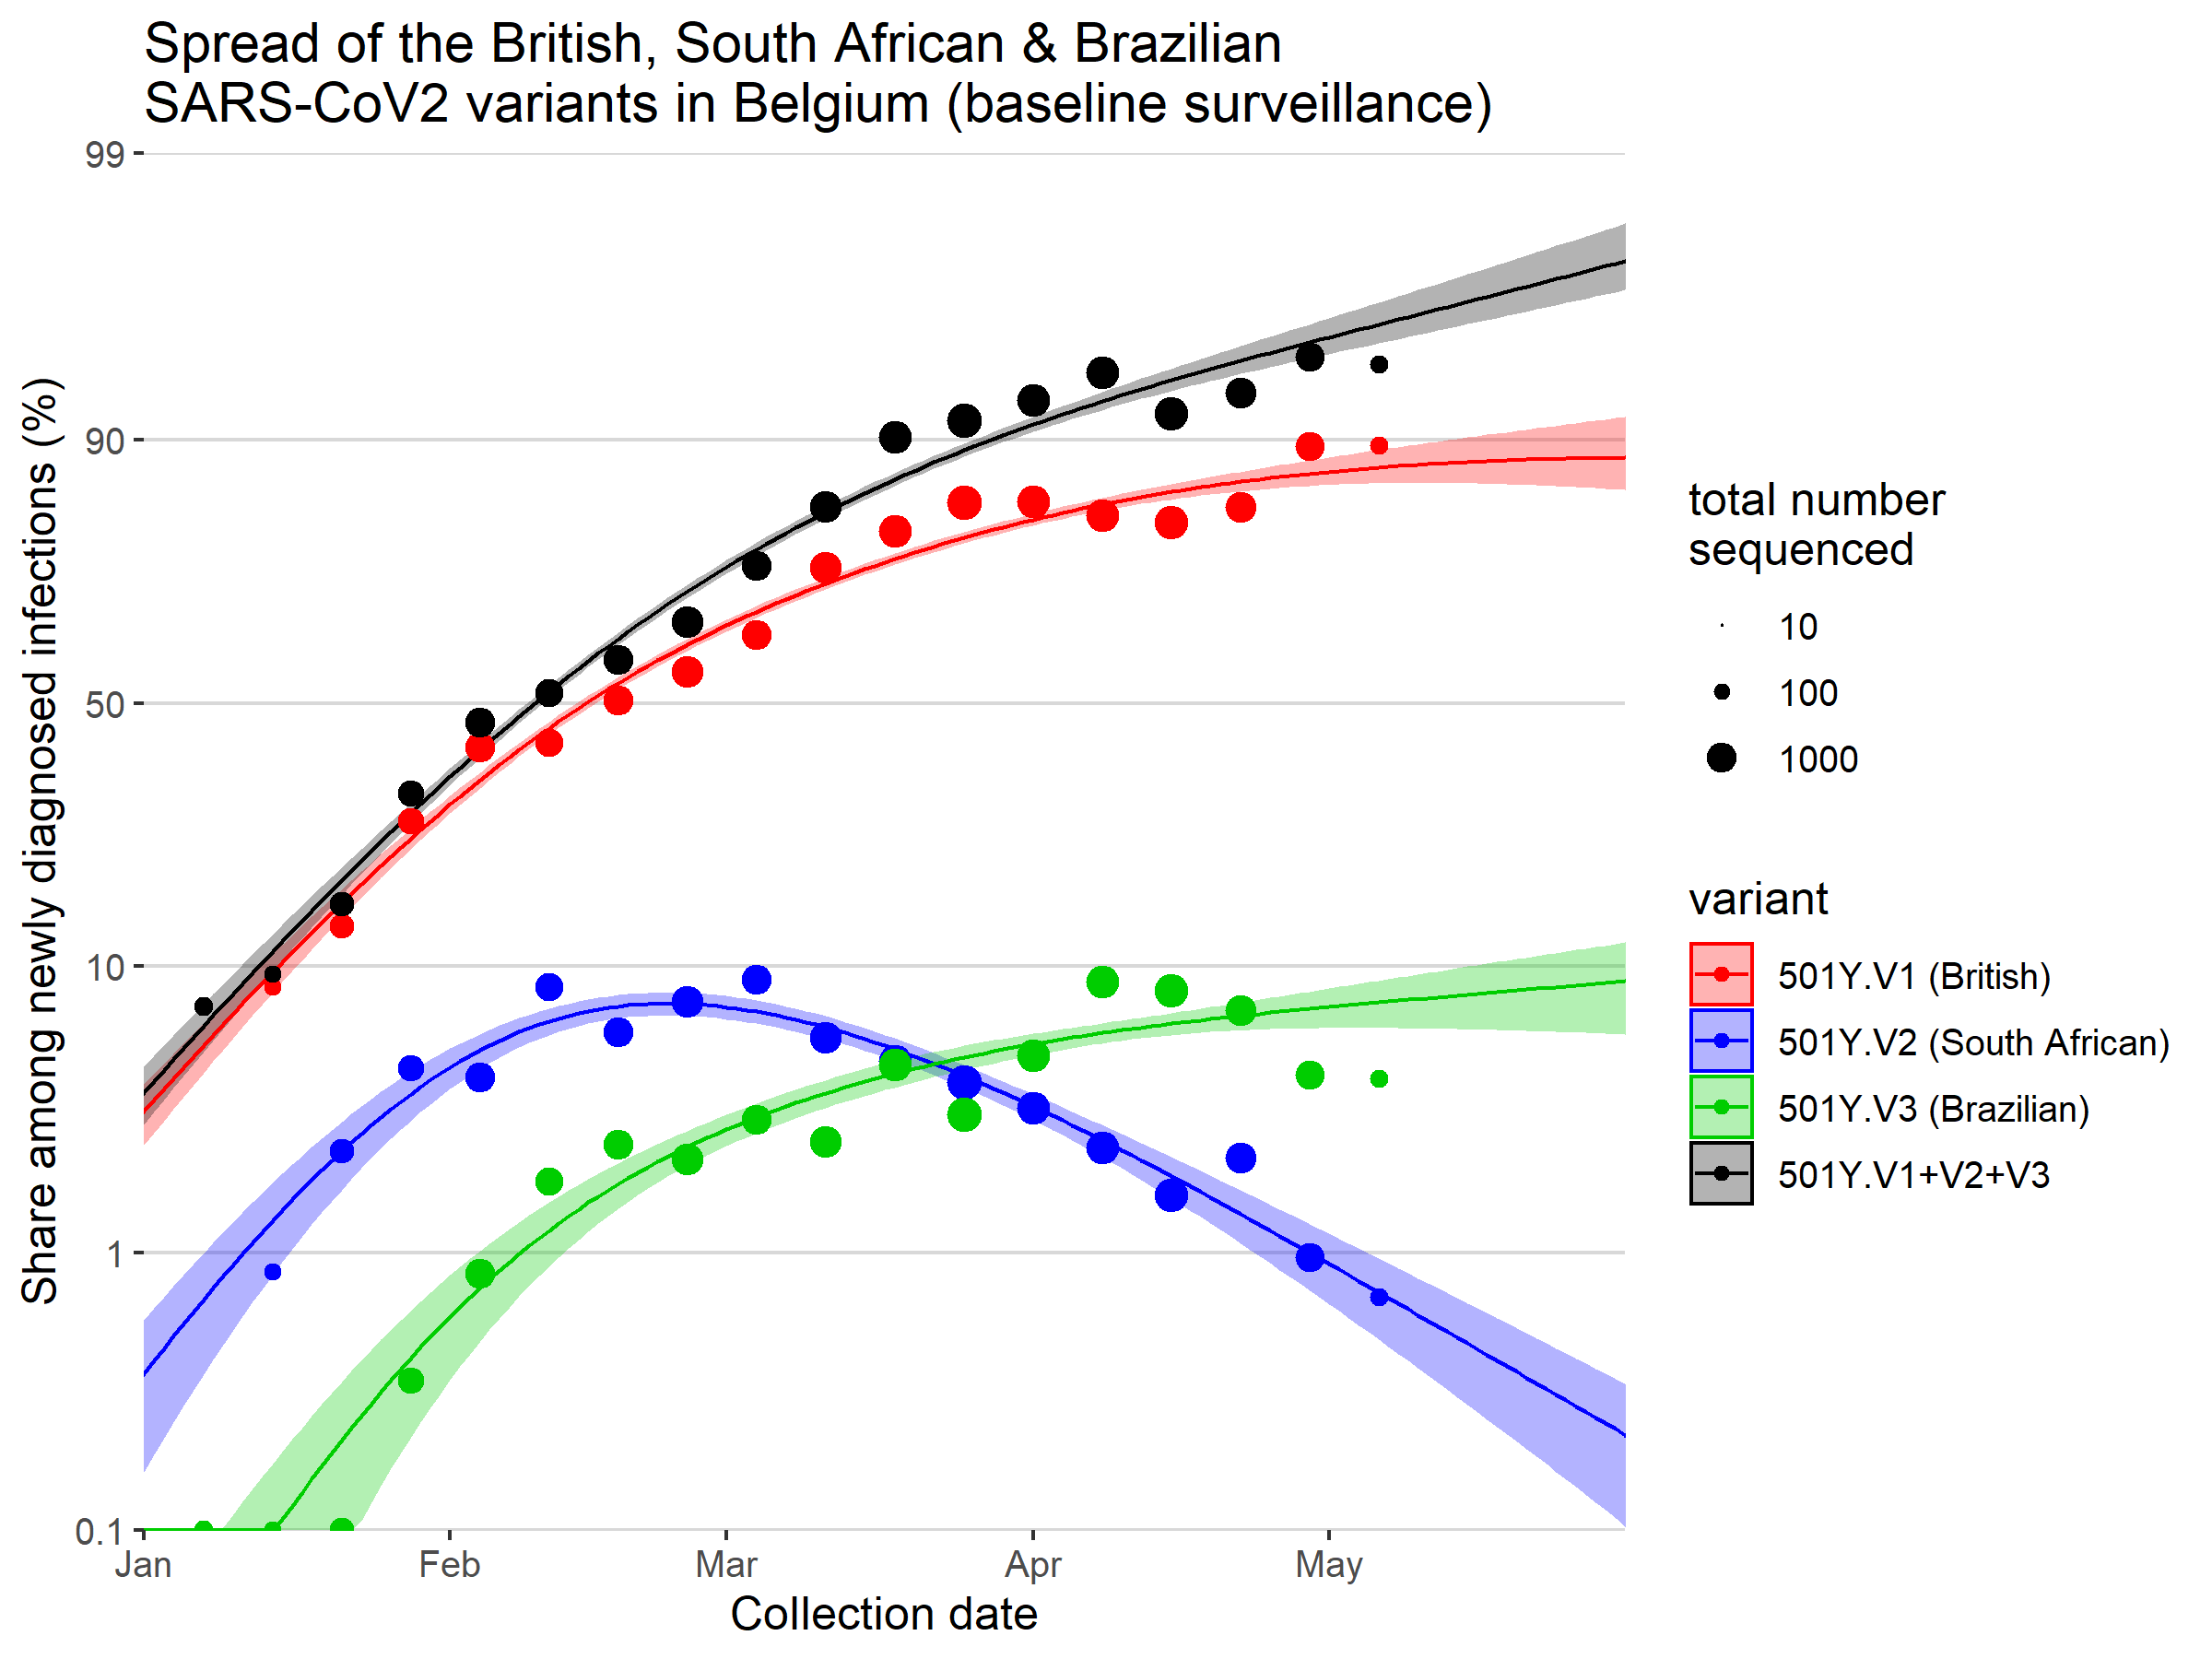 Spread of the British, South African & Brazilian
SARS-CoV2 variants in Belgium (baseline surveillance)
Share among newly diagnosed infections (%)
99
90
50
10
1
0.1
Jan
Feb
Mar
Apr
May
Collection date
total number
sequenced
10
100
1000
variant
501Y.V1 (British)
501Y.V2 (South African)
501Y.V3 (Brazilian)
501Y.V1+V2+V3